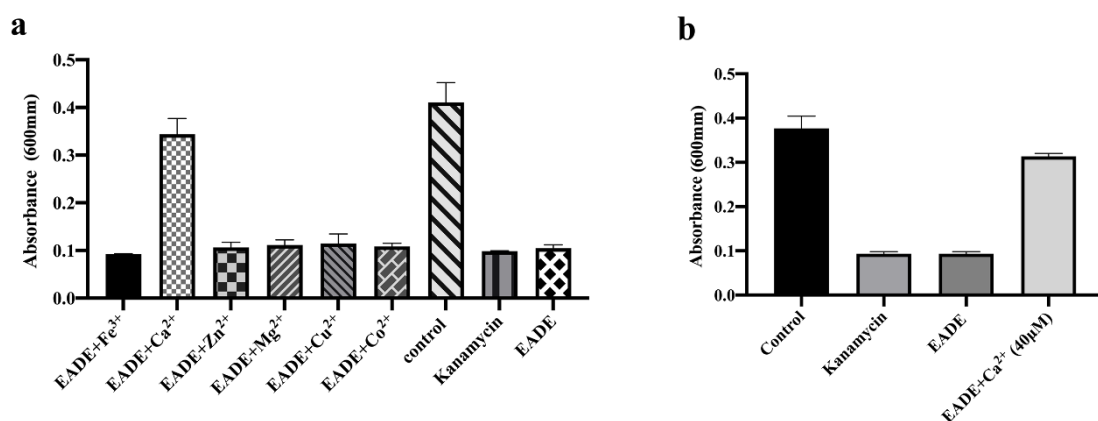 a
Absorbance (600mm)
0.5
0.4
0.3
0.2
0.1
0.0
EADE+Fe³⁺
EADE+Ca²⁺
EADE+Zn²⁺
EADE+Mg²⁺
EADE+Cu²⁺
EADE+Co²⁺
control
Kanamycin
EADE
b
Absorbance (600mm)
0.5
0.4
0.3
0.2
0.1
0.0
Control
Kanamycin
EADE
EADE+Ca²⁺ (40μM)